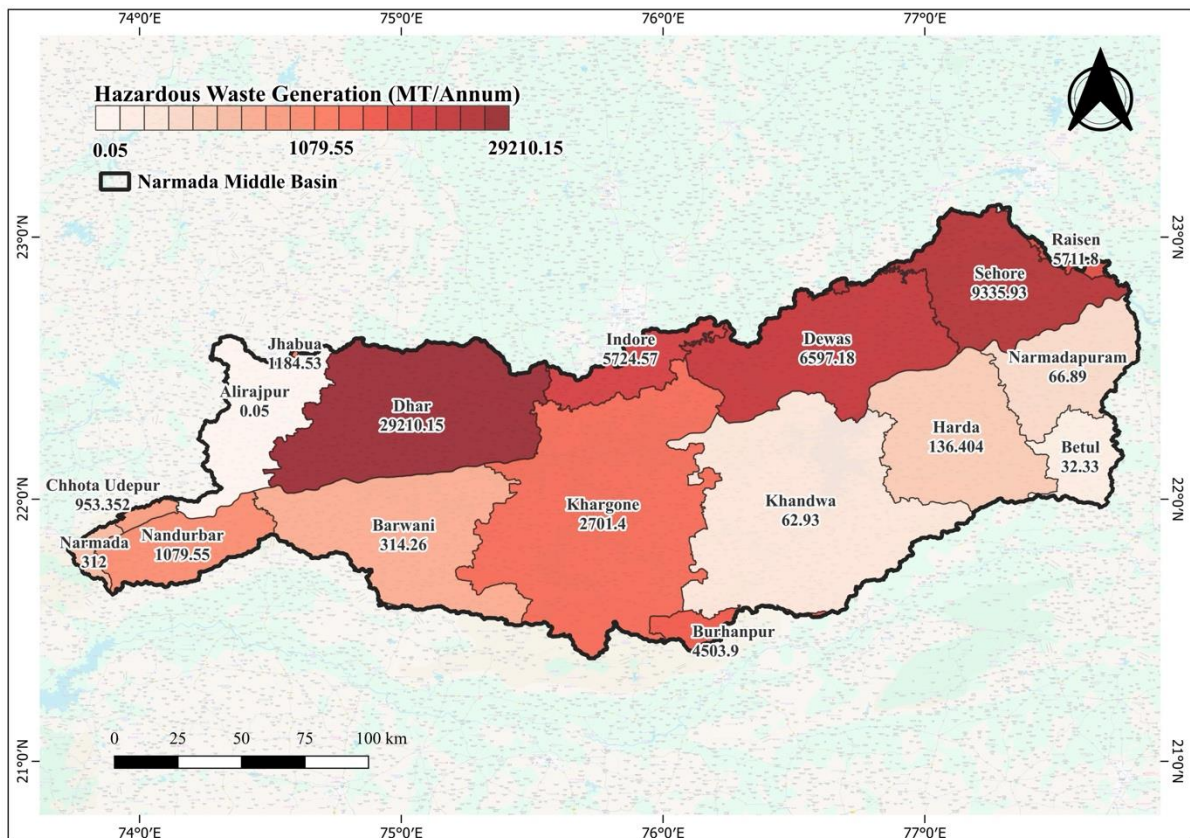 74°0'E 75°0'E 76°0'E 77°0'E
Hazardous Waste Generation (MT/Annum)
0.05 1079.55 29210.15
Narmada Middle Basin
23°0'N 23°0'N
Raisen
5711.8
Sehore
9335.93
Jhabua
1184.53
Indore
5724.57
Dewas
6597.18
Narmadapuram
66.89
Alirajpur
0.05
Dhar
29210.15
Harda
136.404
Betul
32.33
22°0'N 22°0'N
Chhota Udepur
953.352
Khargone
2701.4
Khandwa
62.93
Narmada
312
Nandurbar
1079.55
Barwani
314.26
Burhanpur
4503.9
0 25 50 75 100 km
21°0'N 21°0'N
74°0'E 75°0'E 76°0'E 77°0'E